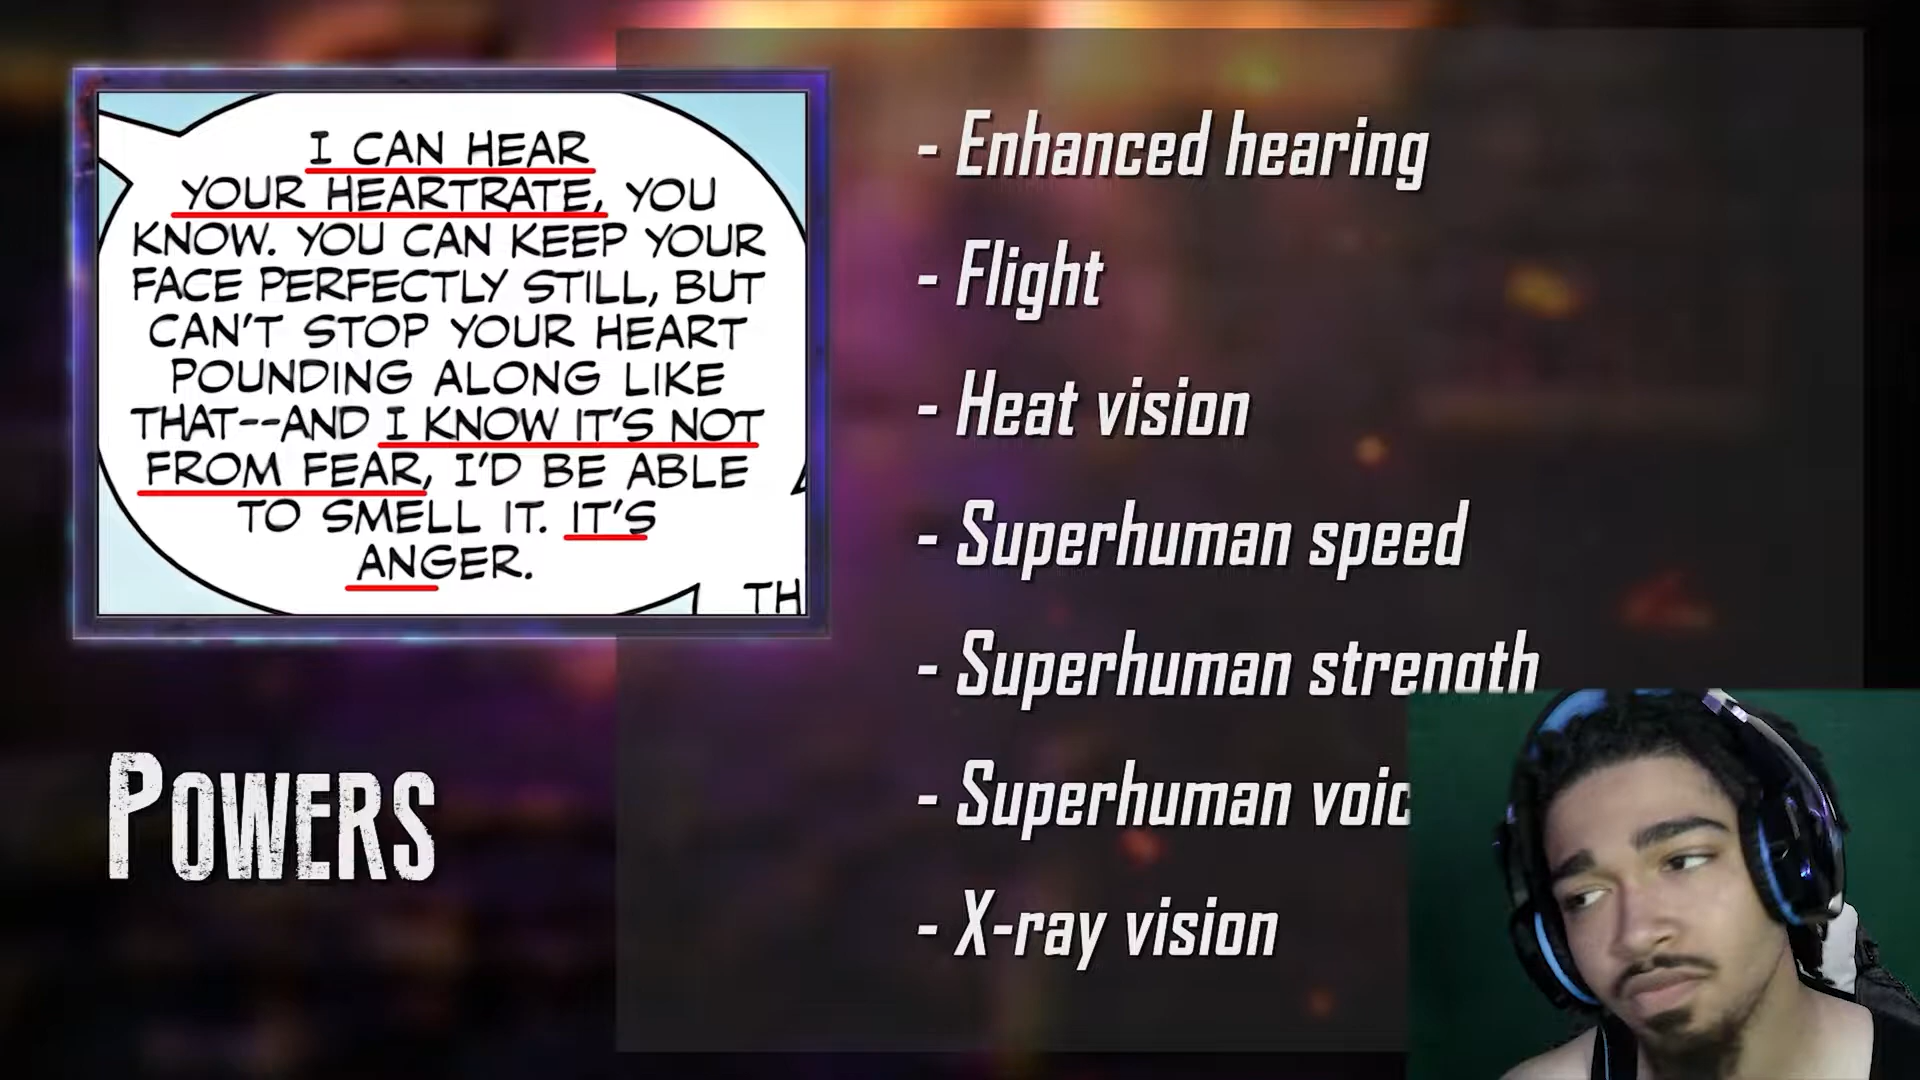 I CAN HEAR
YOUR HEARTRATE, YOU
KNOW. YOU CAN KEEP YOUR
FACE PERFECTLY STILL, BUT
CAN'T STOP YOUR HEART
POUNDING ALONG LIKE
THAT--AND I KNOW IT'S NOT
FROM FEAR, I'D BE ABLE
TO SMELL IT. IT'S
ANGER.
TH
Powers
- Enhanced hearing
- Flight
- Heat vision
- Superhuman speed
- Superhuman strength
- Superhuman voic
- X-ray vision